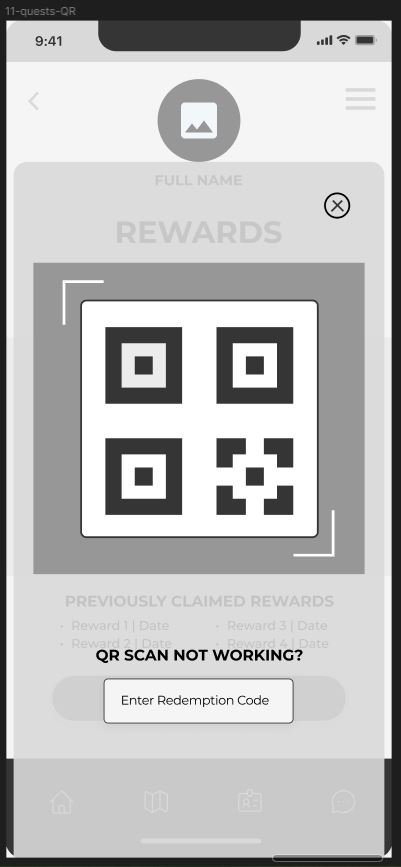 11-quests-QR
9:41
FULL NAME
REWARDS
PREVIOUSLY CLAIMED REWARDS
• Reward 1 | Date
• Reward 3 | Date
• Reward 2 | Date
• Reward 4 | Date
QR SCAN NOT WORKING?
Enter Redemption Code